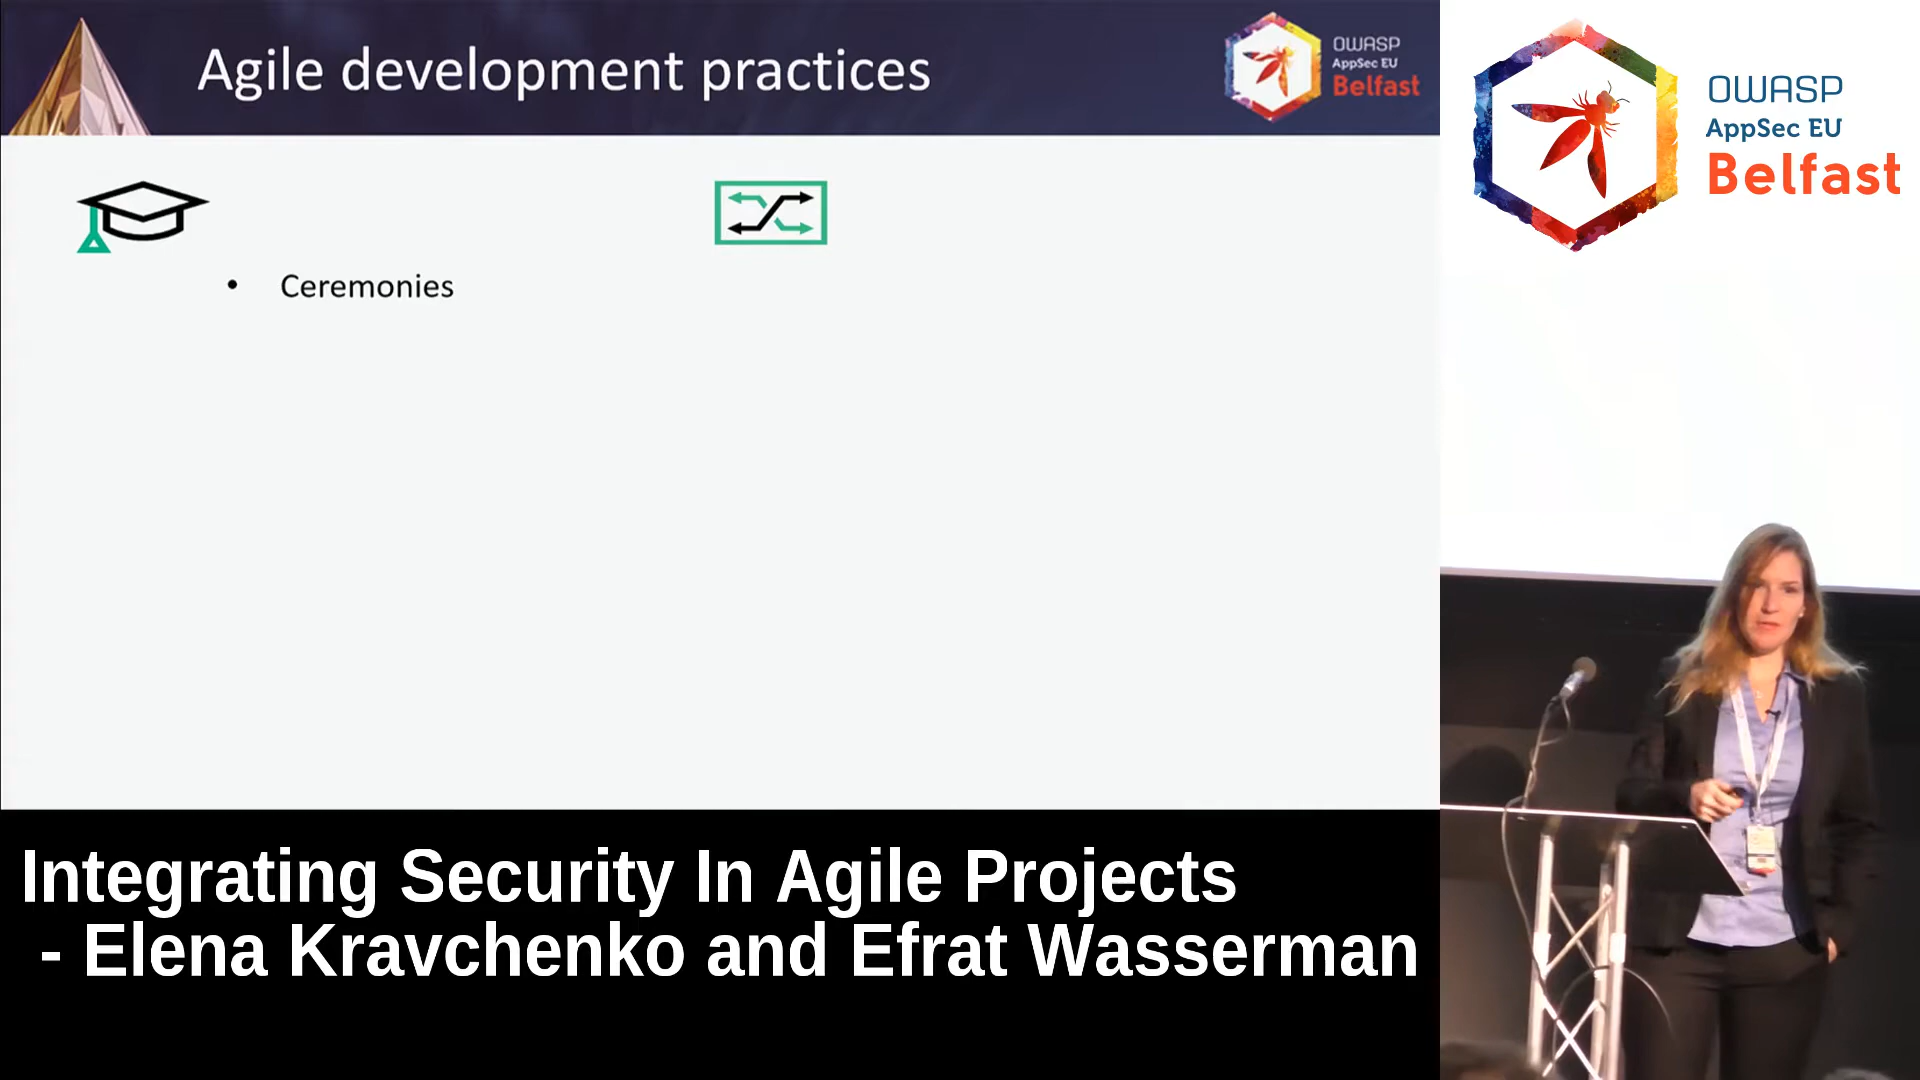 Agile development practices
OWASP
AppSec EU
Belfast
OWASP
AppSec EU
Belfast
• Ceremonies
Integrating Security In Agile Projects
- Elena Kravchenko and Efrat Wasserman